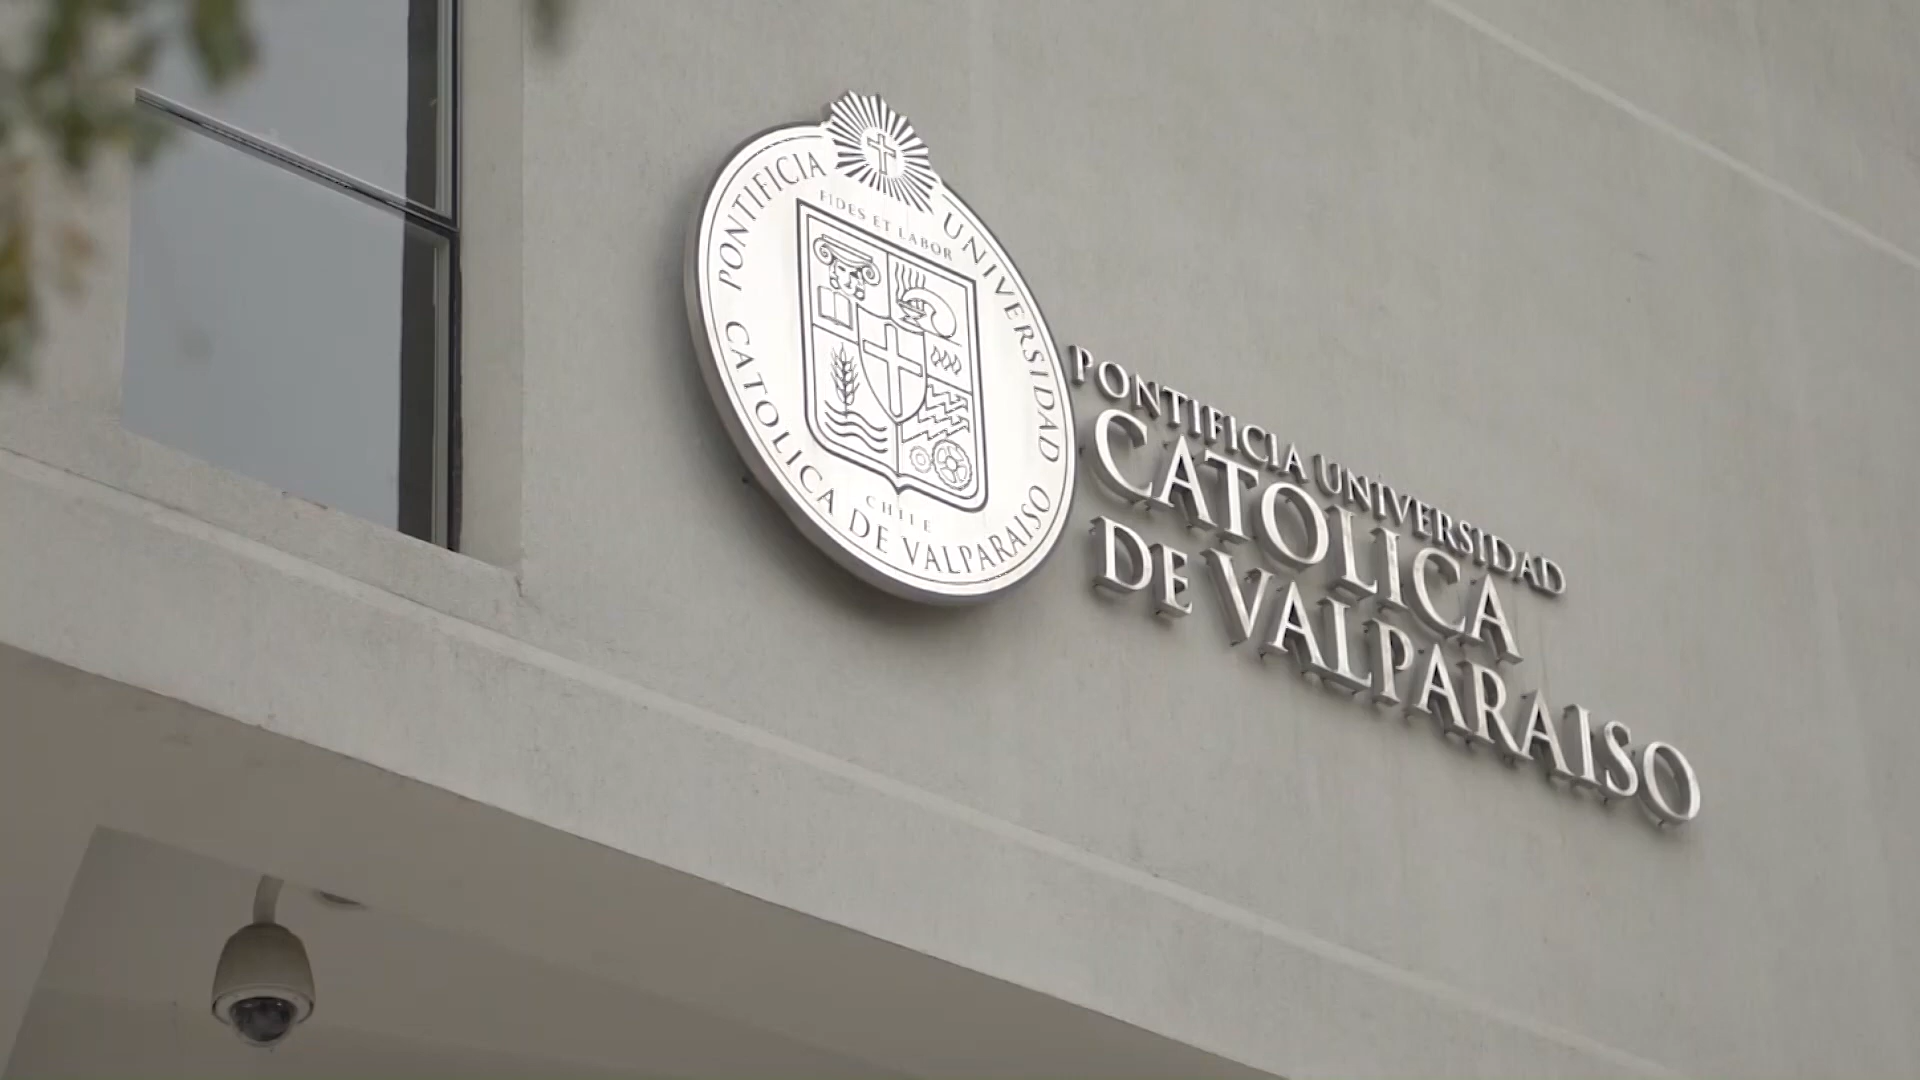 PONTIFICIA UNIVERSIDAD
CATOLICA DE VALPARAISO
FIDES ET LABOR
CHILE
PONTIFICIA UNIVERSIDAD
CATOLICA
DE VALPARAISO